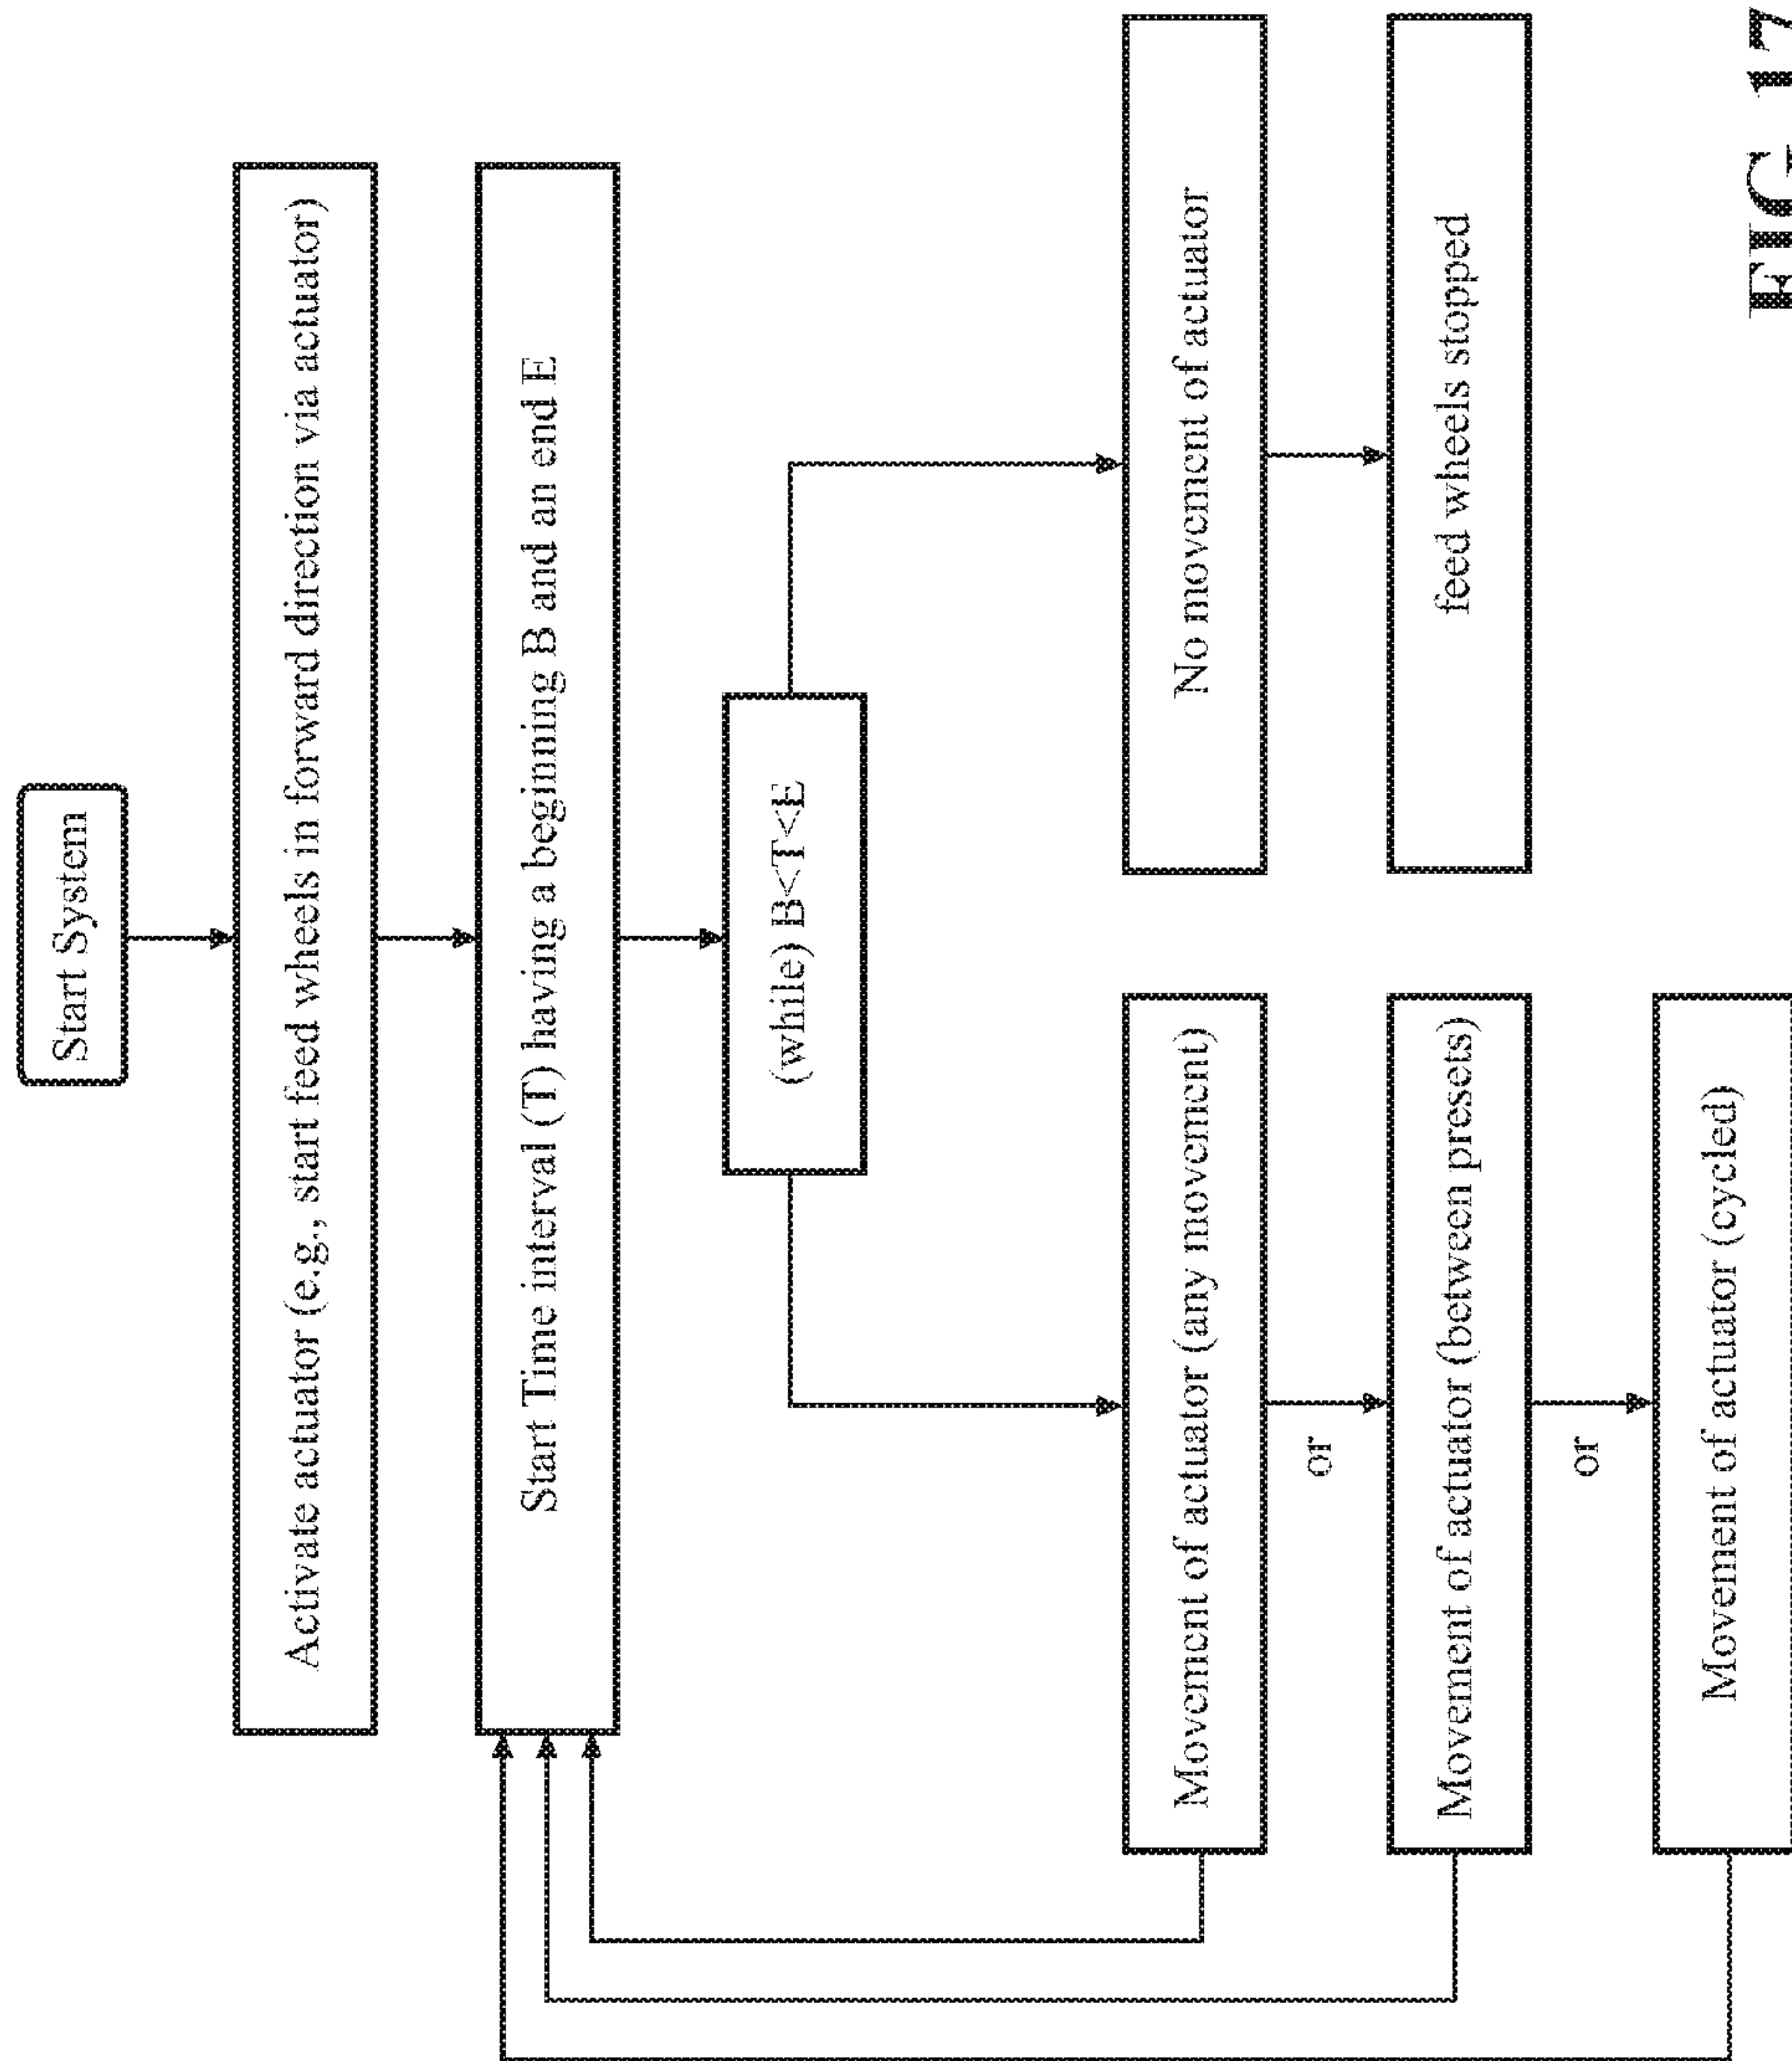 Start System
Activate actuator (e.g., start feed wheels in forward direction via actuator)
Start Time interval (T) having a beginning B and an end E
(while) B<T<E
Movement of actuator (any movement)
or
Movement of actuator (between presets)
or
Movement of actuator (cycled)
No movement of actuator
feed wheels stopped
FIG 17